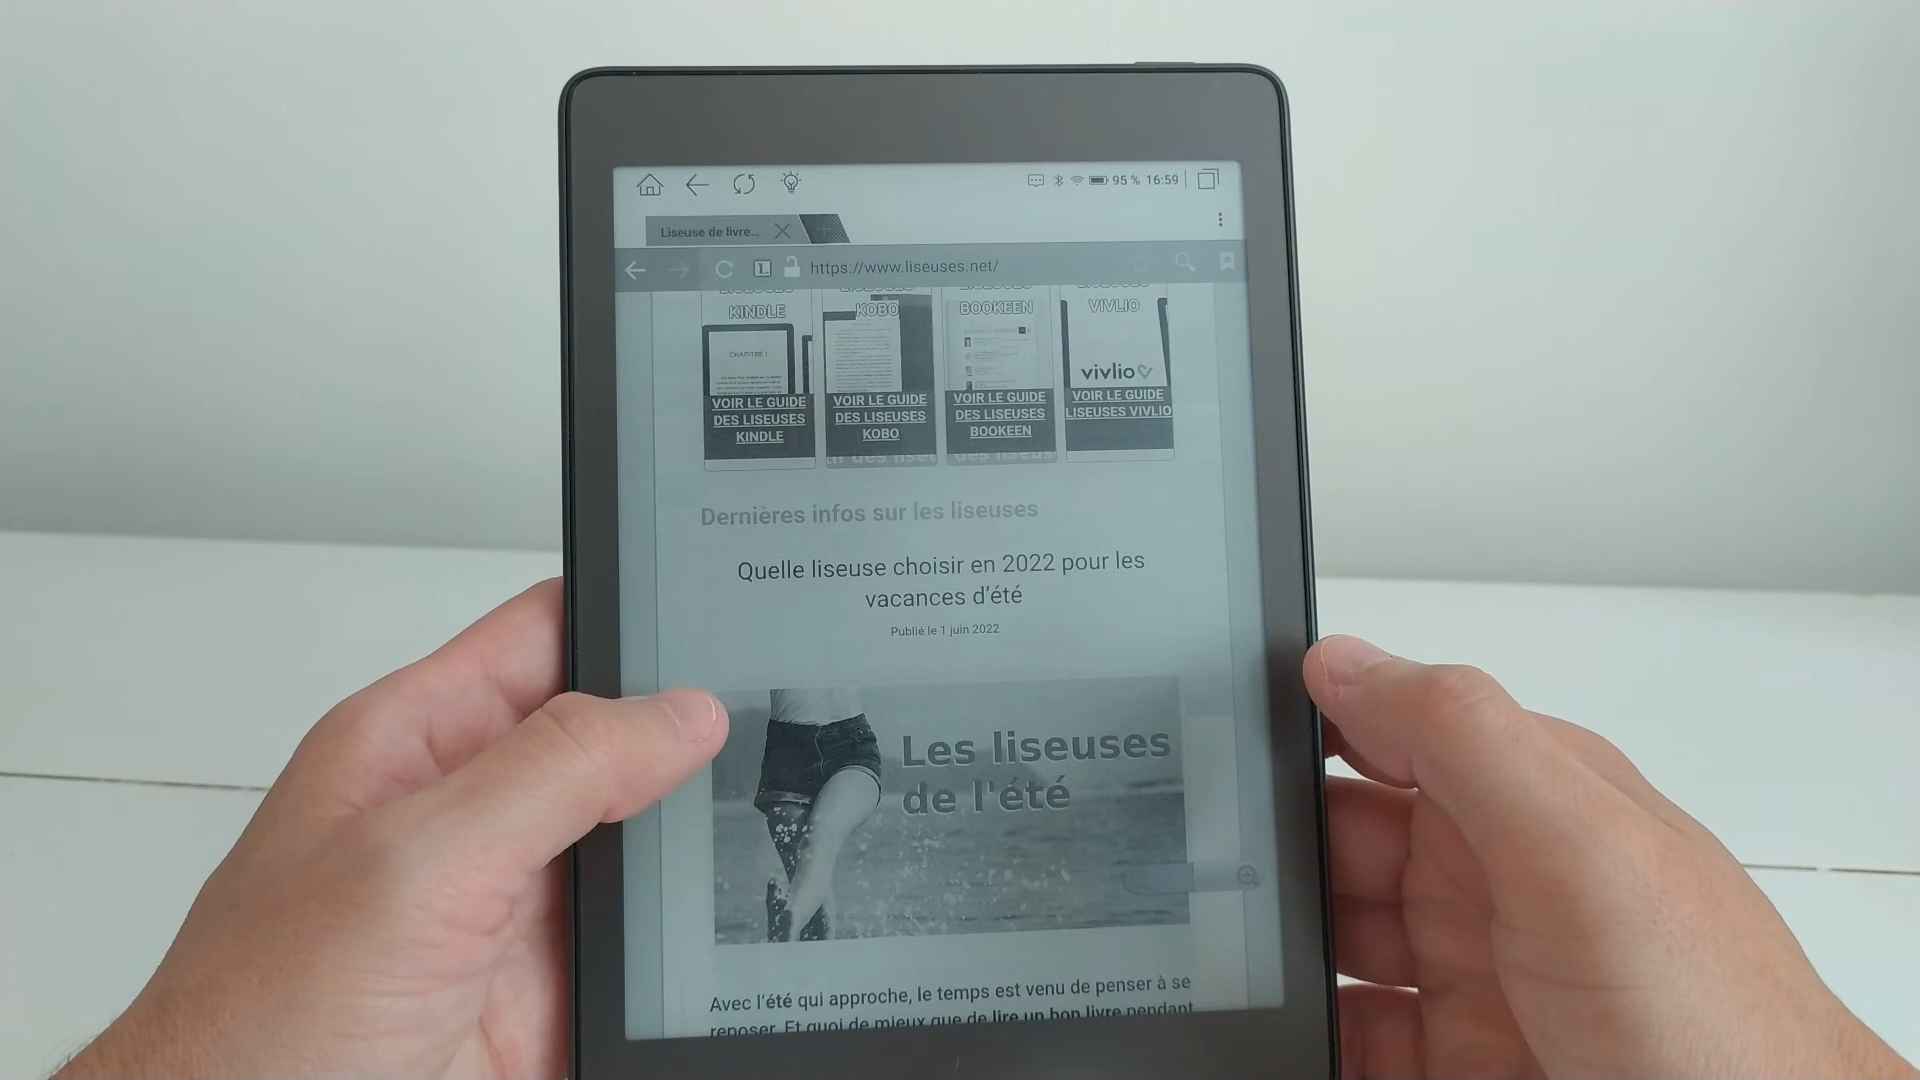 95 % 16:59
Liseuse de livre...
L https://www.liseuses.net/
KINDLE
KOBO
BOOKEEN
VIVLIO
CHAPITRE 1
vivlio
VOIR LE GUIDE
DES LISEUSES
KINDLE
VOIR LE GUIDE
DES LISEUSES
KOBO
VOIR LE GUIDE
DES LISEUSES
BOOKEEN
VOIR LE GUIDE
LISEUSES VIVLIO
Dernières infos sur les liseuses
Quelle liseuse choisir en 2022 pour les
vacances d'été
Publié le 1 juin 2022
Les liseuses
de l'été
Avec l'été qui approche, le temps est venu de penser à se
reposer. Et quoi de mieux que de lire un bon livre pendant